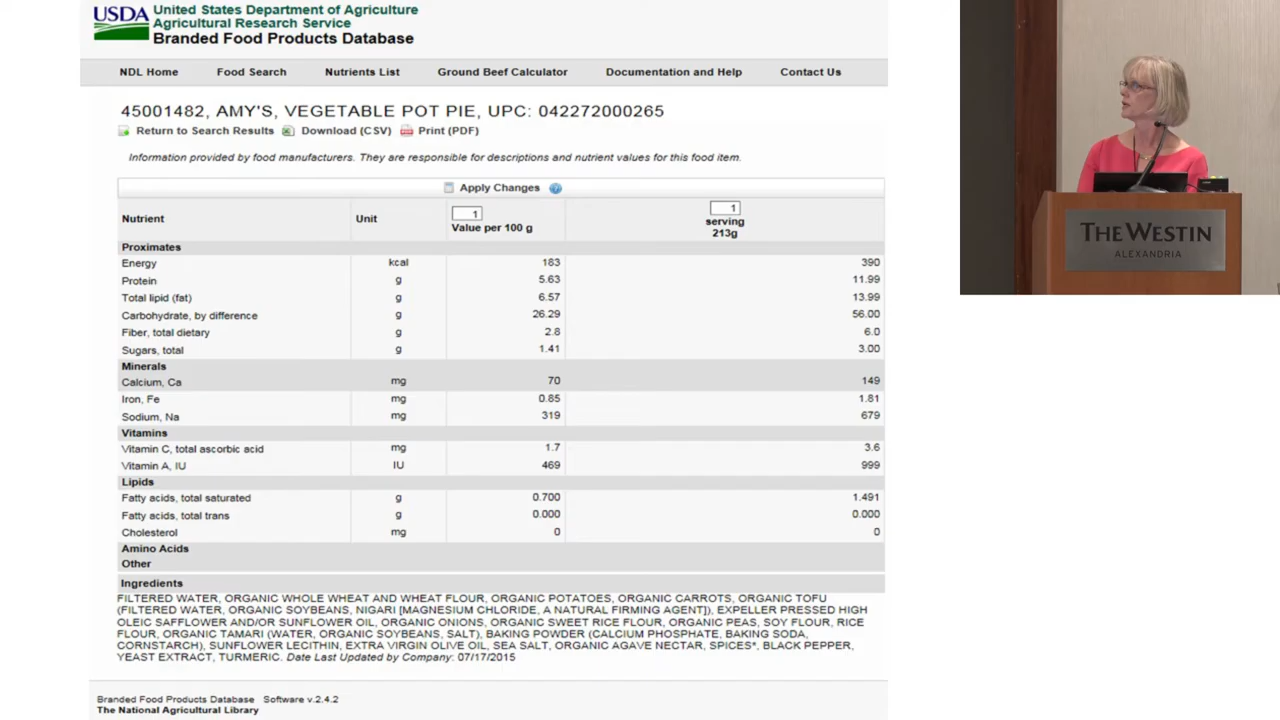 USDA United States Department of Agriculture
Agricultural Research Service
Branded Food Products Database
NDL Home Food Search Nutrients List Ground Beef Calculator Documentation and Help Contact Us
45001482, AMY'S, VEGETABLE POT PIE, UPC: 042272000265
Return to Search Results Download (CSV) Print (PDF)
Information provided by food manufacturers. They are responsible for descriptions and nutrient values for this food item.
Apply Changes ?
Nutrient Unit 1 Value per 100 g 1 serving 213g
Proximates
Energy kcal 183 390
Protein g 5.63 11.99
Total lipid (fat) g 6.57 13.99
Carbohydrate, by difference g 26.29 56.00
Fiber, total dietary g 2.8 6.0
Sugars, total g 1.41 3.00
Minerals
Calcium, Ca mg 70 149
Iron, Fe mg 0.85 1.81
Sodium, Na mg 319 679
Vitamins
Vitamin C, total ascorbic acid mg 1.7 3.6
Vitamin A, IU IU 469 999
Lipids
Fatty acids, total saturated g 0.700 1.491
Fatty acids, total trans g 0.000 0.000
Cholesterol mg 0 0
Amino Acids
Other
Ingredients
FILTERED WATER, ORGANIC WHOLE WHEAT AND WHEAT FLOUR, ORGANIC POTATOES, ORGANIC CARROTS, ORGANIC TOFU
(FILTERED WATER, ORGANIC SOYBEANS, NIGARI [MAGNESIUM CHLORIDE, A NATURAL FIRMING AGENT]), EXPELLER PRESSED HIGH
OLEIC SAFFLOWER AND/OR SUNFLOWER OIL, ORGANIC ONIONS, ORGANIC SWEET RICE FLOUR, ORGANIC PEAS, SOY FLOUR, RICE
FLOUR, ORGANIC TAMARI (WATER, ORGANIC SOYBEANS, SALT), BAKING POWDER (CALCIUM PHOSPHATE, BAKING SODA,
CORNSTARCH), SUNFLOWER LECITHIN, EXTRA VIRGIN OLIVE OIL, SEA SALT, ORGANIC AGAVE NECTAR, SPICES*, BLACK PEPPER,
YEAST EXTRACT, TURMERIC. Date Last Updated by Company: 07/17/2015
Branded Food Products Database Software v.2.4.2
The National Agricultural Library
THE WESTIN
ALEXANDRIA